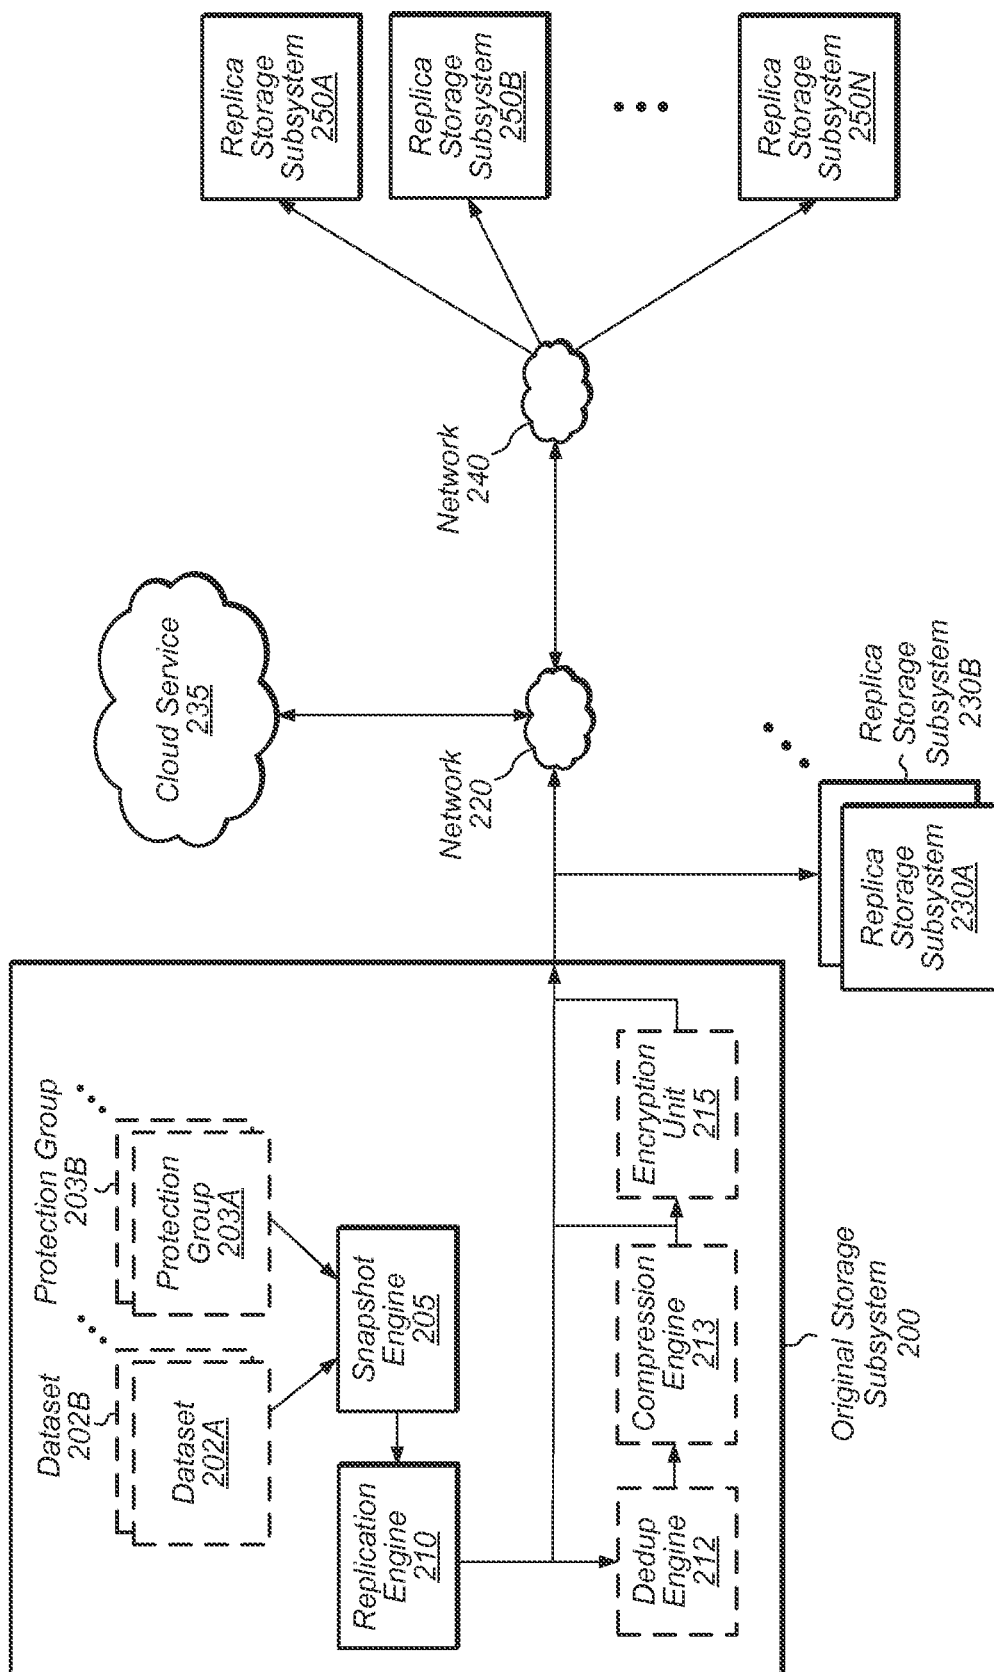 Dataset
202B
Protection Group
203B
Dataset
202A
Protection
Group
203A
Snapshot
Engine
205
Replication
Engine
210
Dedup
Engine
212
Compression
Engine
213
Encryption
Unit
215
Original Storage
Subsystem
200
Cloud Service
235
Network
220
Network
240
Replica
Storage
Subsystem
230A
Replica
Storage
Subsystem
230B
Replica
Storage
Subsystem
250A
Replica
Storage
Subsystem
250B
Replica
Storage
Subsystem
250N